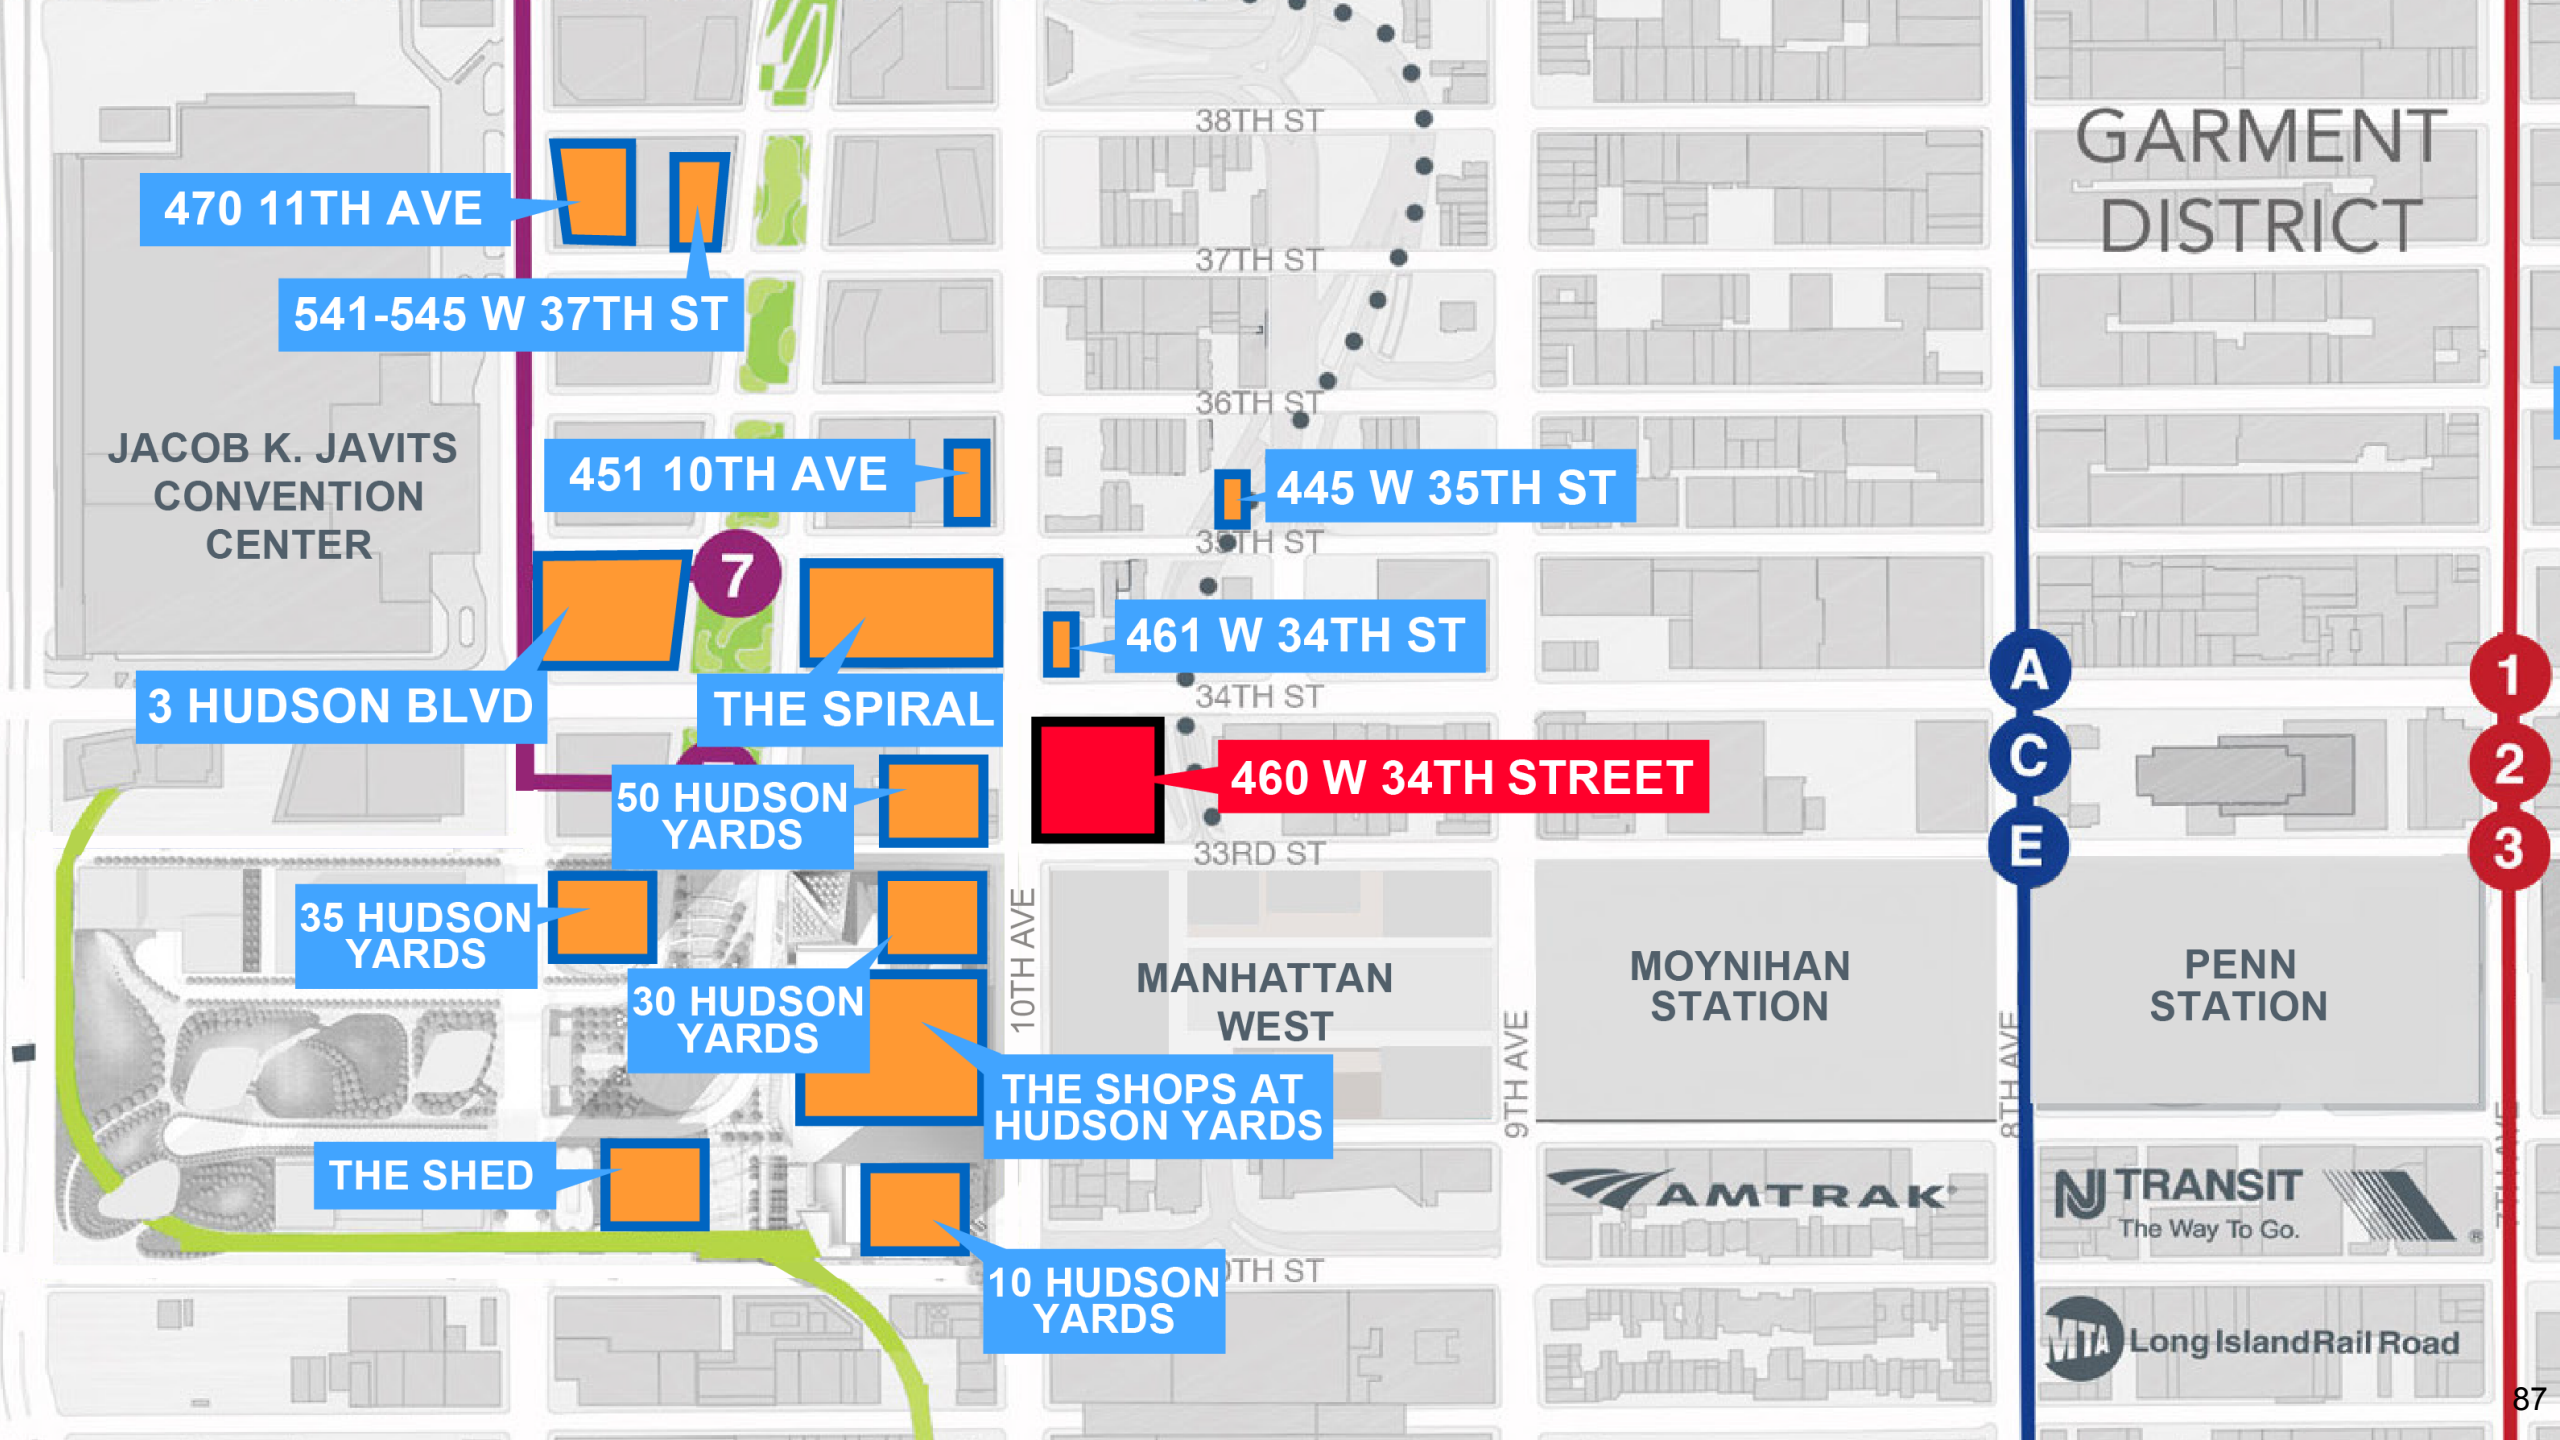 38TH ST
GARMENT
DISTRICT
470 11TH AVE
37TH ST
541-545 W 37TH ST
36TH ST
JACOB K. JAVITS
CONVENTION
CENTER
451 10TH AVE
445 W 35TH ST
35TH ST
7
461 W 34TH ST
A
C
E
1
2
3
34TH ST
3 HUDSON BLVD
THE SPIRAL
460 W 34TH STREET
50 HUDSON
YARDS
33RD ST
35 HUDSON
YARDS
10TH AVE
MANHATTAN
WEST
MOYNIHAN
STATION
PENN
STATION
30 HUDSON
YARDS
9TH AVE
8TH AVE
7TH AVE
THE SHOPS AT
HUDSON YARDS
THE SHED
AMTRAK
NJ TRANSIT
The Way To Go.
®
TH ST
10 HUDSON
YARDS
MTA Long Island Rail Road
87